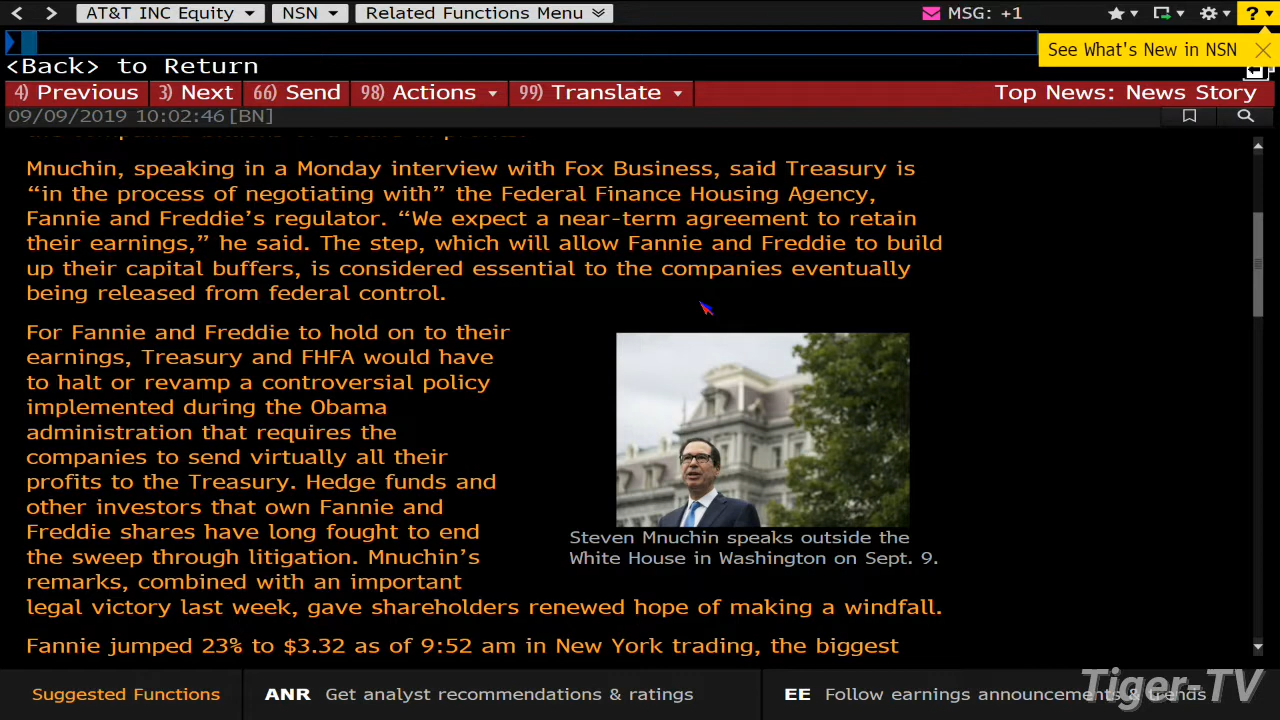 AT&T INC Equity NSN Related Functions Menu MSG: +1 ?
See What's New in NSN
<Back> to Return
4) Previous 3) Next 66) Send 98) Actions 99) Translate Top News: News Story
09/09/2019 10:02:46 [BN]
Mnuchin, speaking in a Monday interview with Fox Business, said Treasury is
“in the process of negotiating with” the Federal Finance Housing Agency,
Fannie and Freddie’s regulator. “We expect a near-term agreement to retain
their earnings,” he said. The step, which will allow Fannie and Freddie to build
up their capital buffers, is considered essential to the companies eventually
being released from federal control.
For Fannie and Freddie to hold on to their
earnings, Treasury and FHFA would have
to halt or revamp a controversial policy
implemented during the Obama
administration that requires the
companies to send virtually all their
profits to the Treasury. Hedge funds and
other investors that own Fannie and
Freddie shares have long fought to end
the sweep through litigation. Mnuchin’s
remarks, combined with an important
legal victory last week, gave shareholders renewed hope of making a windfall.
Steven Mnuchin speaks outside the
White House in Washington on Sept. 9.
Fannie jumped 23% to $3.32 as of 9:52 am in New York trading, the biggest
Suggested Functions ANR Get analyst recommendations & ratings EE Follow earnings announcements & trends
Tiger-TV